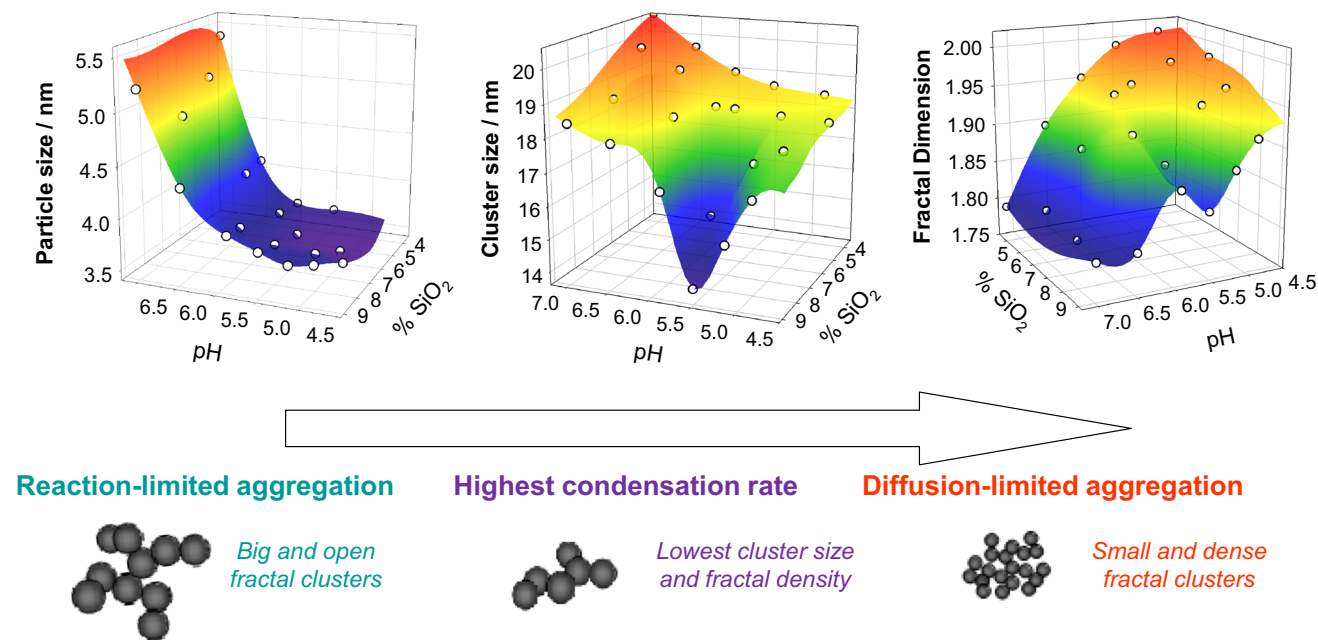 Particle size / nm
5.5
5.0
4.5
4.0
3.5
6.5
6.0
5.5
5.0
4.5
pH
9
8
7
6
5
4
% SiO2
Cluster size / nm
20
19
18
17
16
15
14
7.0
6.5
6.0
5.5
5.0
4.5
pH
9
8
7
6
5
4
% SiO2
Fractal Dimension
2.00
1.95
1.90
1.85
1.80
1.75
5
6
7
8
9
% SiO2
7.0
6.5
6.0
5.5
5.0
4.5
pH
Reaction-limited aggregation
Highest condensation rate
Diffusion-limited aggregation
Big and open
fractal clusters
Lowest cluster size
and fractal density
Small and dense
fractal clusters